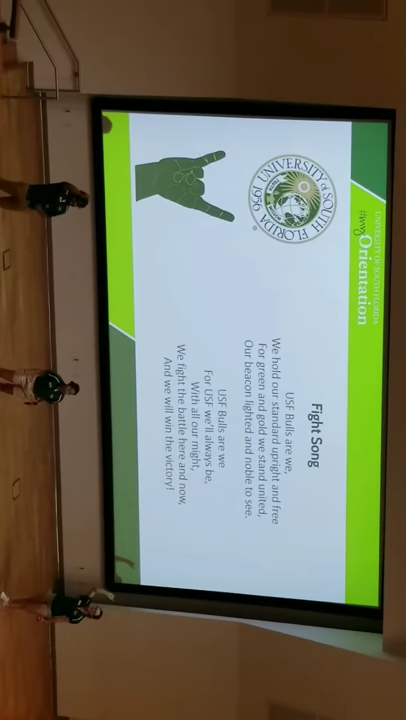 UNIVERSITY OF SOUTH FLORIDA
#my Orientation
UNIVERSITY of SOUTH FLORIDA
1956
Fight Song
USF Bulls are we,
We hold our standard upright and free
For green and gold we stand united,
Our beacon lighted and noble to see.
USF Bulls are we
For USF we'll always be,
With all our might,
We fight the battle here and now,
And we will win the victory!